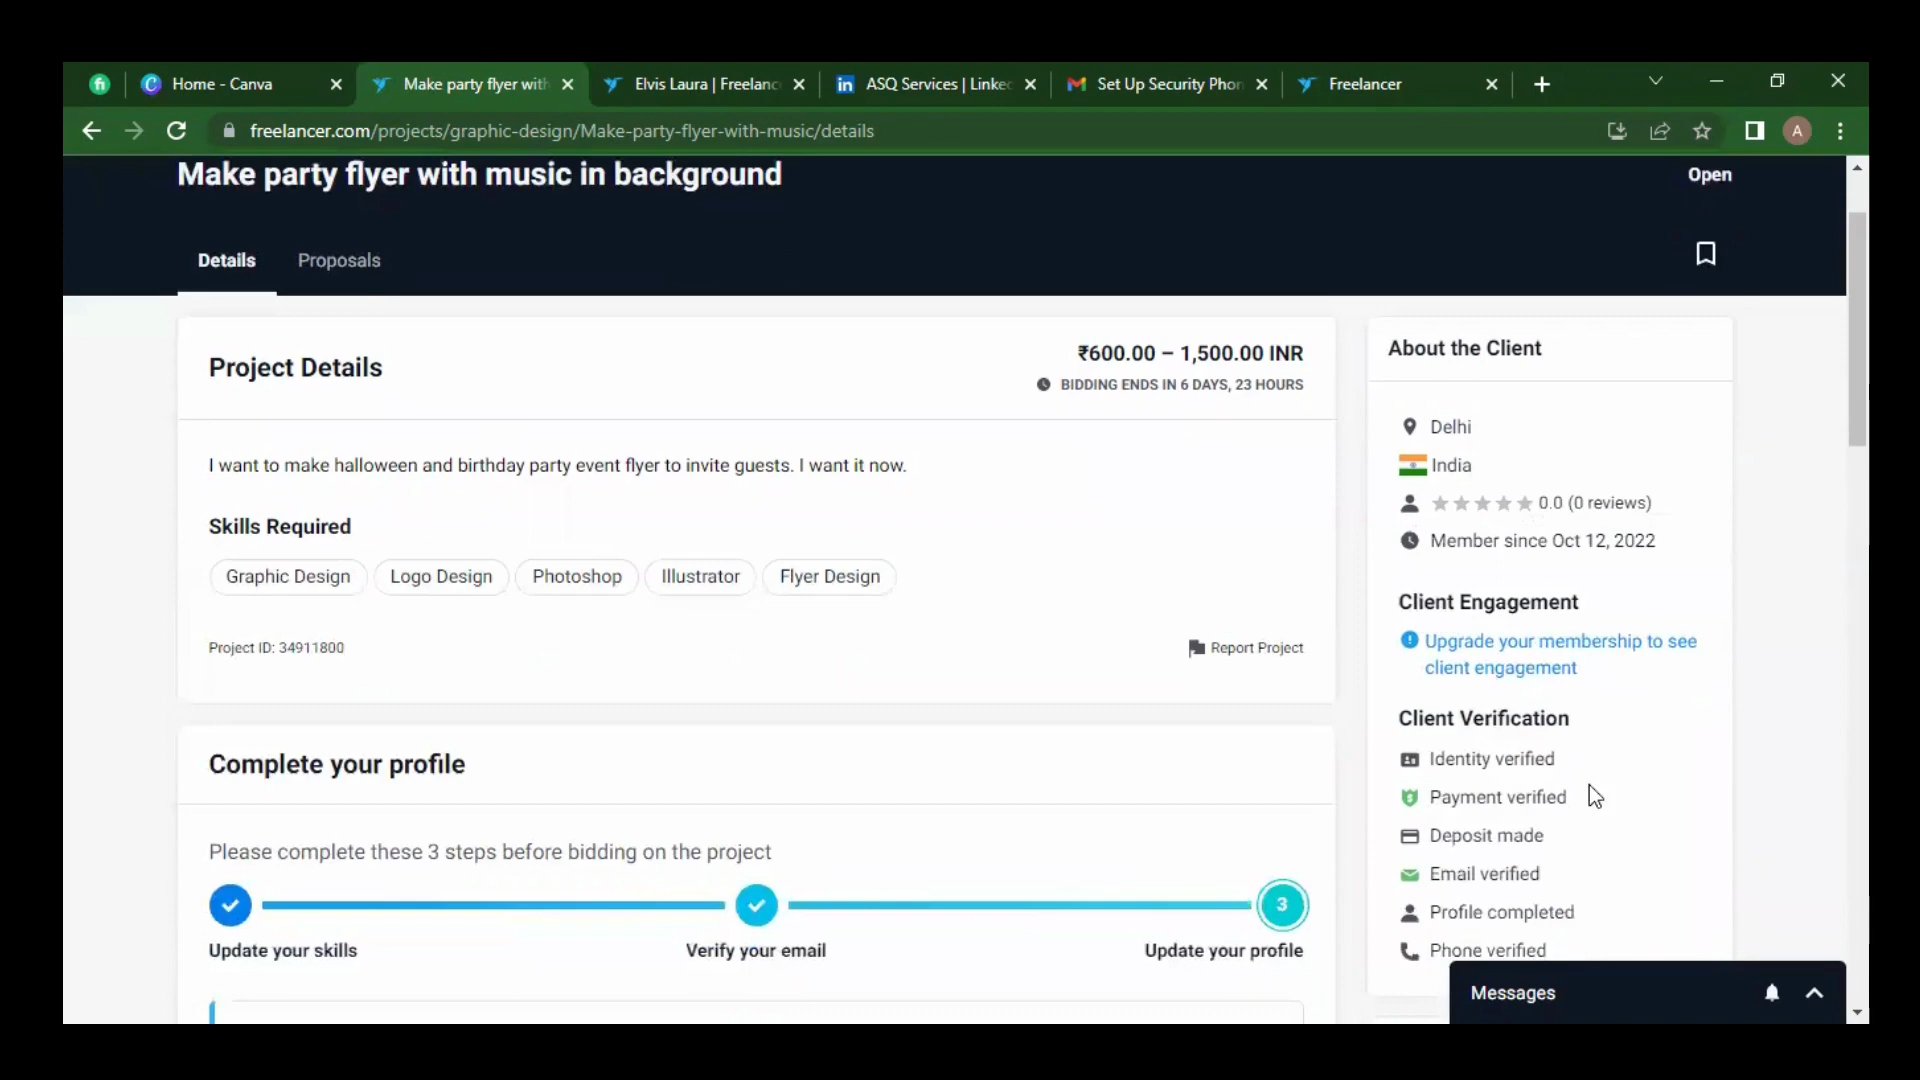 Home - Canva
Make party flyer with
Elvis Laura | Freelanc
ASQ Services | Linke
Set Up Security Phon
Freelancer
A
freelancer.com/projects/graphic-design/Make-party-flyer-with-music/details
Make party flyer with music in background
Open
Details
Proposals
Project Details
₹600.00 – 1,500.00 INR
BIDDING ENDS IN 6 DAYS, 23 HOURS
I want to make halloween and birthday party event flyer to invite guests. I want it now.
Skills Required
Graphic Design
Logo Design
Photoshop
Illustrator
Flyer Design
Project ID: 34911800
Report Project
Complete your profile
Please complete these 3 steps before bidding on the project
3
Update your skills
Verify your email
Update your profile
About the Client
Delhi
India
0.0 (0 reviews)
Member since Oct 12, 2022
Client Engagement
Upgrade your membership to see
client engagement
Client Verification
Identity verified
Payment verified
Deposit made
Email verified
Profile completed
Phone verified
Messages